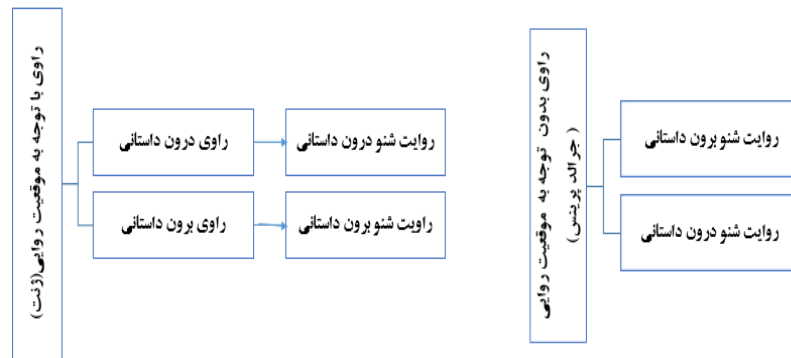 راوی بدون توجه به موقعیت روایی
( جرالد پرینس)
روایت شنو برون داستانی
روایت شنو درون داستانی
راوی با توجه به موقعیت روایی(ژنت)
راوی درون داستانی
روایت شنو درون داستانی
راوی برون داستانی
راویت شنو برون داستانی